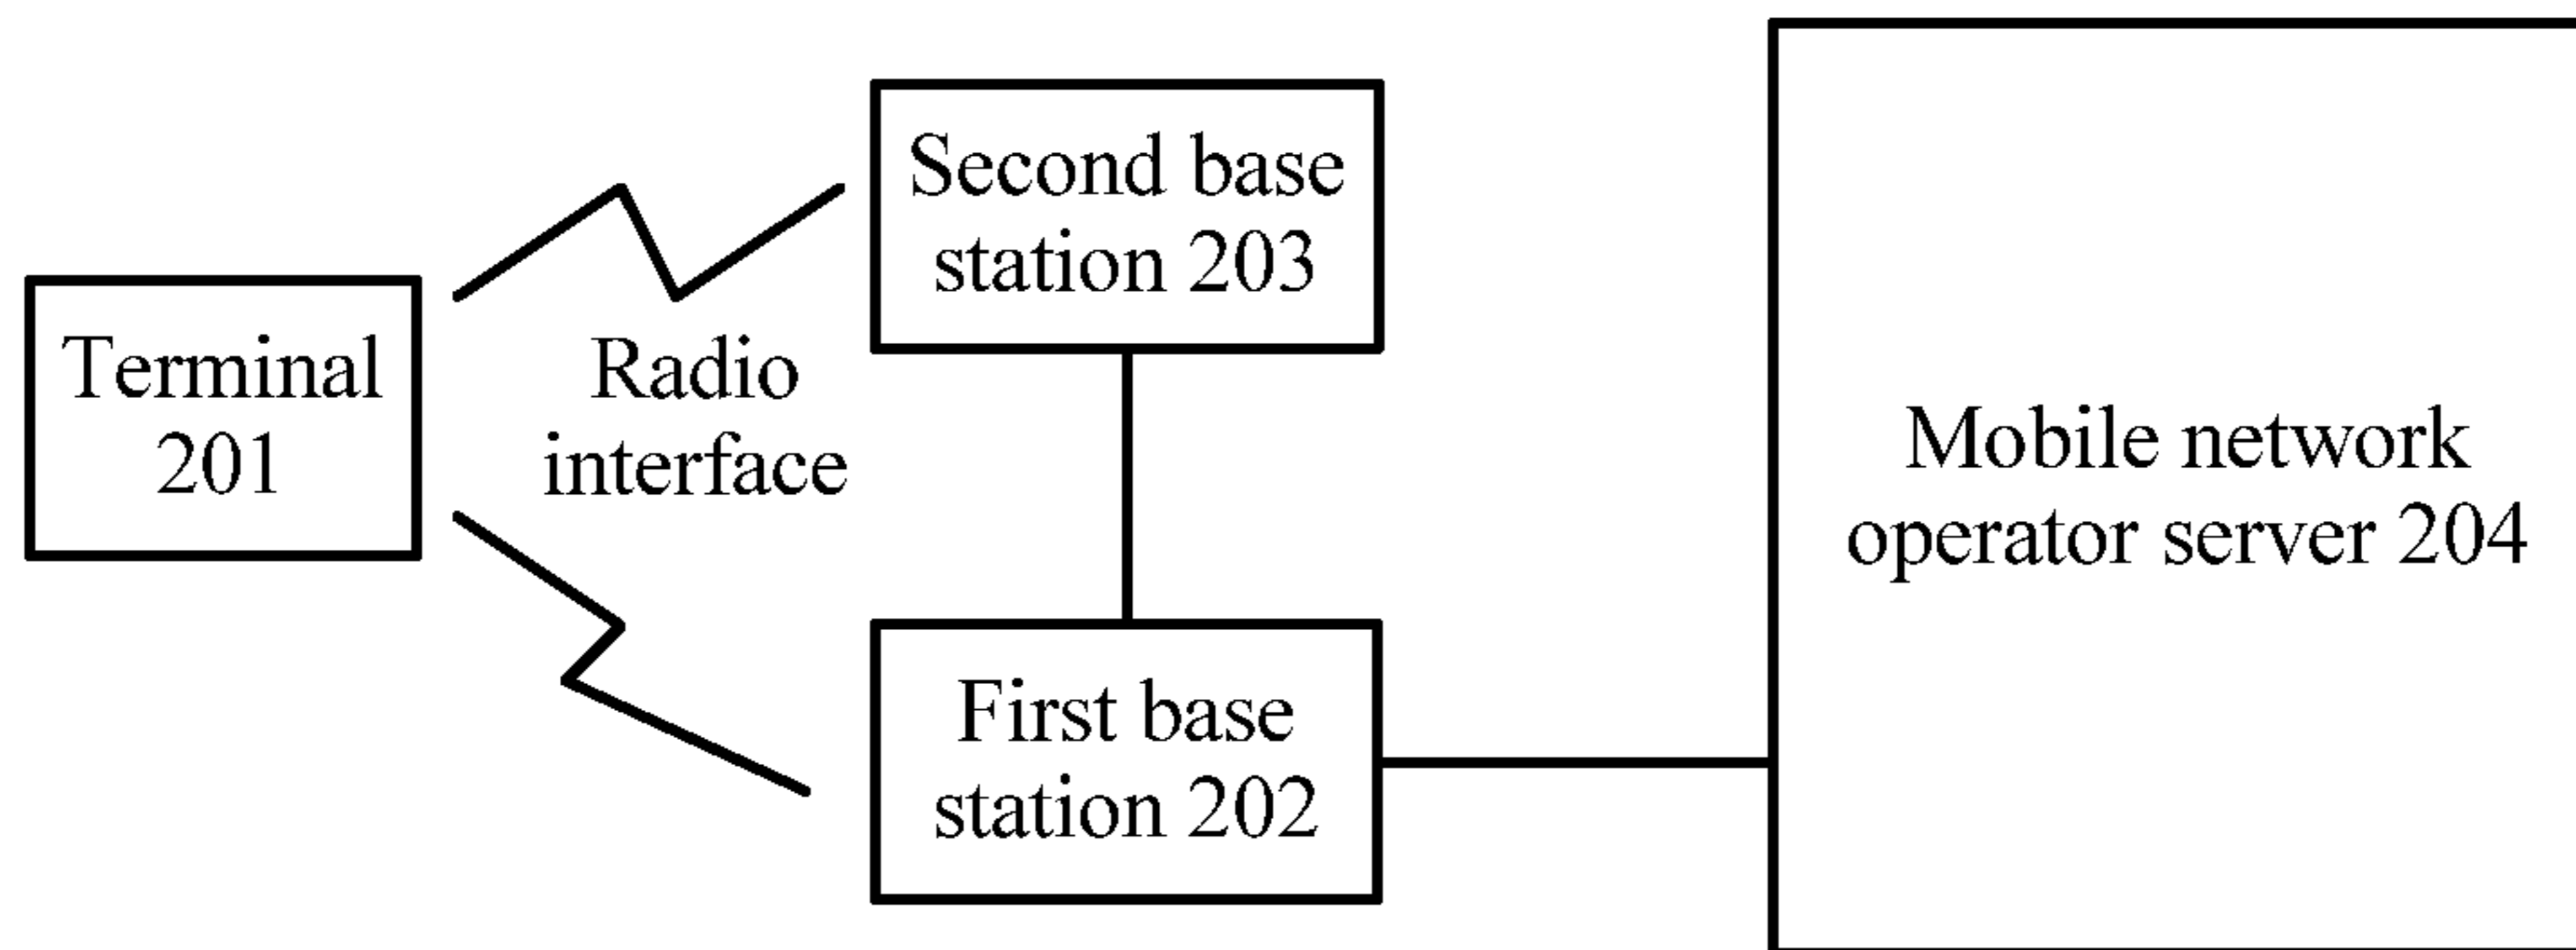 Second base
station 203
Terminal
201
Radio
interface
Mobile network
operator server 204
First base
station 202